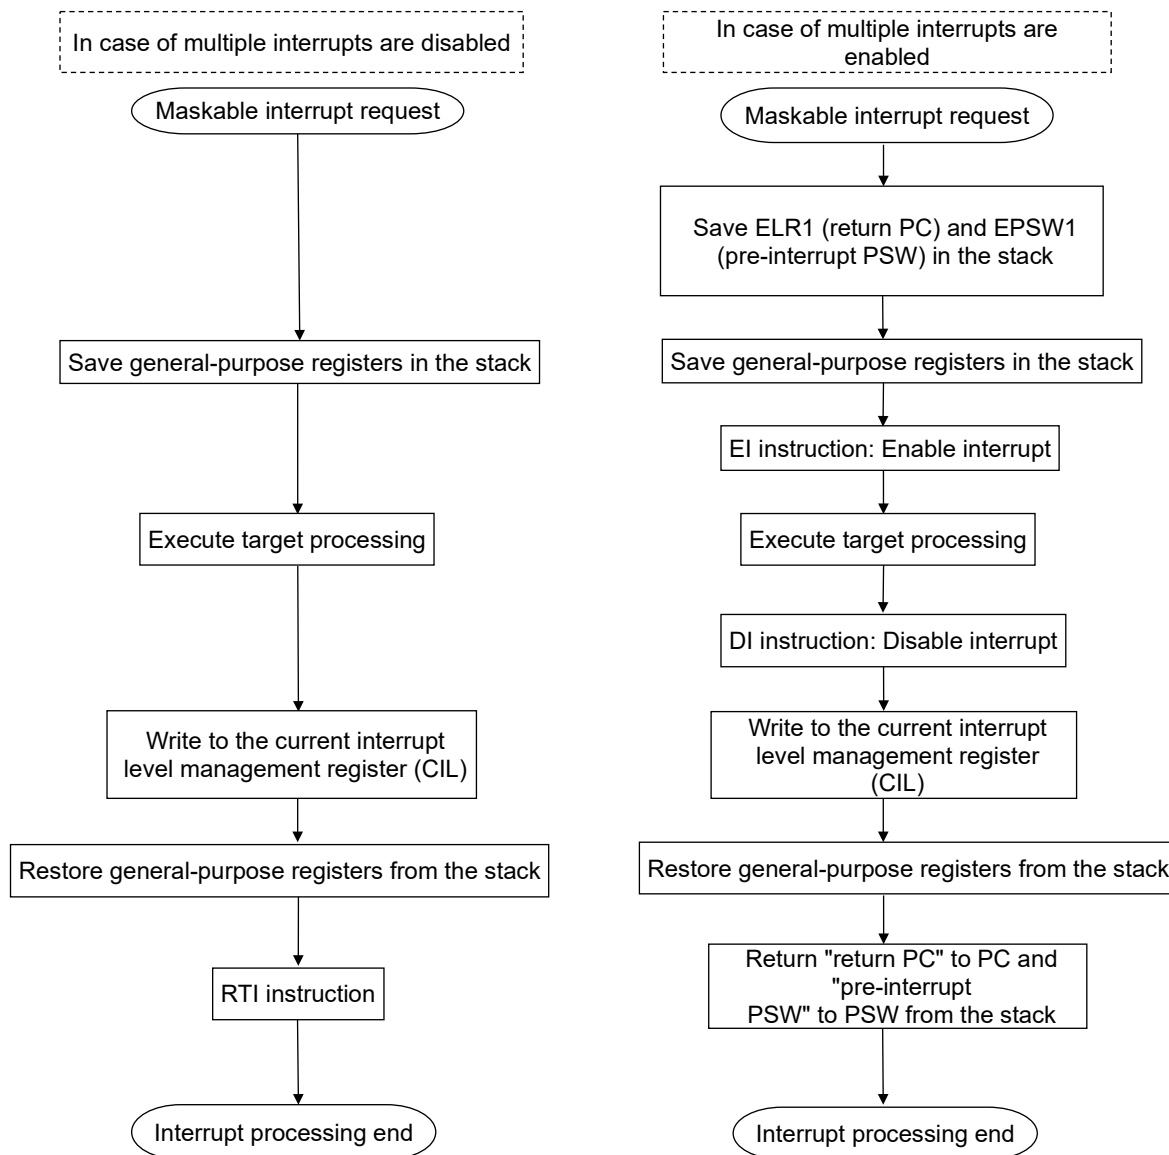 In case of multiple interrupts are disabled
Maskable interrupt request
Save general-purpose registers in the stack
Execute target processing
Write to the current interrupt
level management register (CIL)
Restore general-purpose registers from the stack
RTI instruction
Interrupt processing end
In case of multiple interrupts are
enabled
Maskable interrupt request
Save ELR1 (return PC) and EPSW1
(pre-interrupt PSW) in the stack
Save general-purpose registers in the stack
EI instruction: Enable interrupt
Execute target processing
DI instruction: Disable interrupt
Write to the current interrupt
level management register
(CIL)
Restore general-purpose registers from the stack
Return "return PC" to PC and
"pre-interrupt
PSW" to PSW from the stack
Interrupt processing end